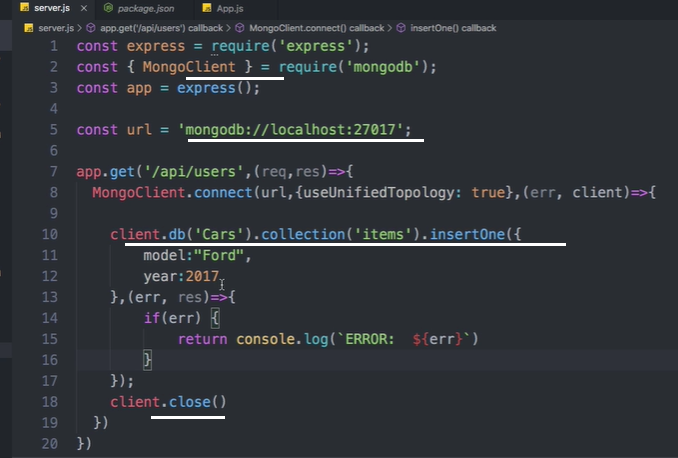 server.js × package.json App.js
server.js > app.get('/api/users') callback > MongoClient.connect() callback > insertOne() callback
1 const express = require('express');
2 const { MongoClient } = require('mongodb');
3 const app = express();
4
5 const url = 'mongodb://localhost:27017';
6
7 app.get('/api/users',(req,res)=>{
8 MongoClient.connect(url,{useUnifiedTopology: true},(err, client)=>{
9
10 client.db('Cars').collection('items').insertOne({
11 model:"Ford",
12 year:2017
13 },(err, res)=>{
14 if(err) {
15 return console.log(`ERROR:  ${err}`)
16 }
17 });
18 client.close()
19 })
20 })